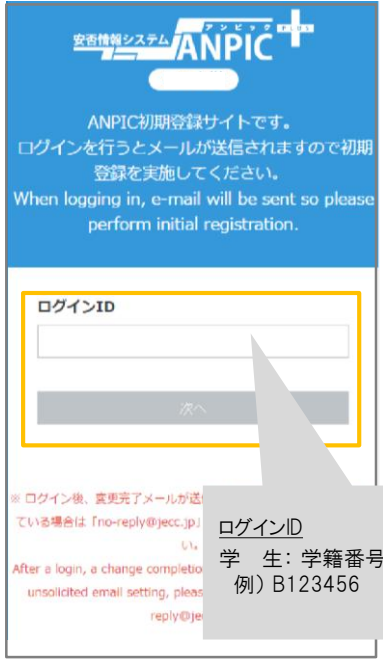 安否情報システム ANPIC アンピック PLUS
ANPIC初期登録サイトです。
ログインを行うとメールが送信されますので初期
登録を実施してください。
When logging in, e-mail will be sent so please
perform initial registration.
ログインID
次へ
※ ログイン後、変更完了メールが送
ている場合は「no-reply@jecc.jp」
い。
After a login, a change completion
unsolicited email setting, pleas
reply@je
ログインID
学　生：学籍番号
例）B123456